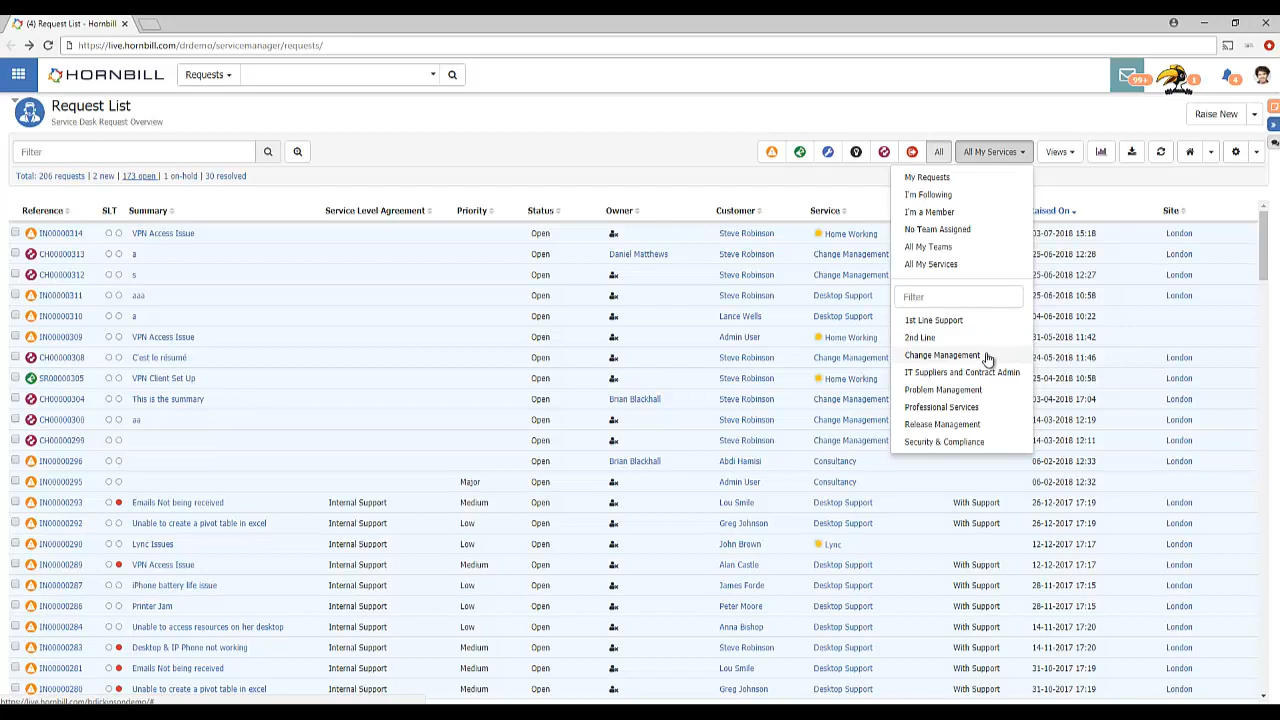 (4) Request List - Hornbill
https://live.hornbill.com/drdemo/servicemanager/requests/
HORNBILL Requests 99+ 1 4
Request List
Service Desk Request Overview
Raise New
Filter All All My Services Views
Total: 206 requests | 2 new | 173 open | 1 on-hold | 30 resolved
My Requests
I'm Following
I'm a Member
No Team Assigned
All My Teams
All My Services
Filter
1st Line Support
2nd Line
Change Management
IT Suppliers and Contract Admin
Problem Management
Professional Services
Release Management
Security & Compliance
Reference SLT Summary Service Level Agreement Priority Status Owner Customer Service aised On Site
IN00000314 VPN Access Issue Open Steve Robinson Home Working 03-07-2018 15:18 London
CH00000313 a Open Daniel Matthews Steve Robinson Change Management 25-06-2018 12:28 London
CH00000312 s Open Steve Robinson Change Management 25-06-2018 12:27 London
IN00000311 aaa Open Steve Robinson Desktop Support 25-06-2018 10:58 London
IN00000310 a Open Lance Wells Desktop Support 04-06-2018 10:22 London
IN00000309 VPN Access Issue Open Admin User Home Working 31-05-2018 11:42 London
CH00000308 C'est le résumé Open Steve Robinson Change Management 24-05-2018 11:46 London
SR00000305 VPN Client Set Up Open Steve Robinson Home Working 25-04-2018 10:58 London
CH00000304 This is the summary Open Brian Blackhall Steve Robinson Change Management 03-04-2018 17:04 London
CH00000300 aa Open Steve Robinson Change Management 14-03-2018 12:19 London
CH00000299 Open Steve Robinson Change Management 14-03-2018 12:11 London
IN00000296 Open Brian Blackhall Abdi Hamisi Consultancy 06-02-2018 12:33 London
IN00000295 Major Open Admin User Consultancy 06-02-2018 12:32 London
IN00000293 Emails Not being received Internal Support Medium Open Lou Smile Desktop Support With Support 26-12-2017 17:19 London
IN00000292 Unable to create a pivot table in excel Internal Support Low Open Greg Johnson Desktop Support With Support 26-12-2017 17:19 London
IN00000290 Lync Issues Internal Support Low Open John Brown Lync 12-12-2017 17:17 London
IN00000289 VPN Access Issue Internal Support Medium Open Alan Castle Desktop Support With Support 12-12-2017 17:17 London
IN00000287 iPhone battery life issue Internal Support Low Open James Forde Desktop Support With Support 28-11-2017 17:15 London
IN00000286 Printer Jam Internal Support Low Open Peter Moore Desktop Support With Support 28-11-2017 17:15 London
IN00000284 Unable to access resources on her desktop Internal Support Low Open Anna Bishop Desktop Support With Support 14-11-2017 17:20 London
IN00000283 Desktop & IP Phone not working Internal Support Medium Open Steve Robinson Desktop Support With Support 14-11-2017 17:20 London
IN00000281 Emails Not being received Internal Support Medium Open Lou Smile Desktop Support With Support 31-10-2017 17:19 London
IN00000280 Unable to create a pivot table in excel Internal Support Medium Open Greg Johnson Desktop Support With Support 31-10-2017 17:19 London
https://live.hornbill.com/bdickinsondemo/#